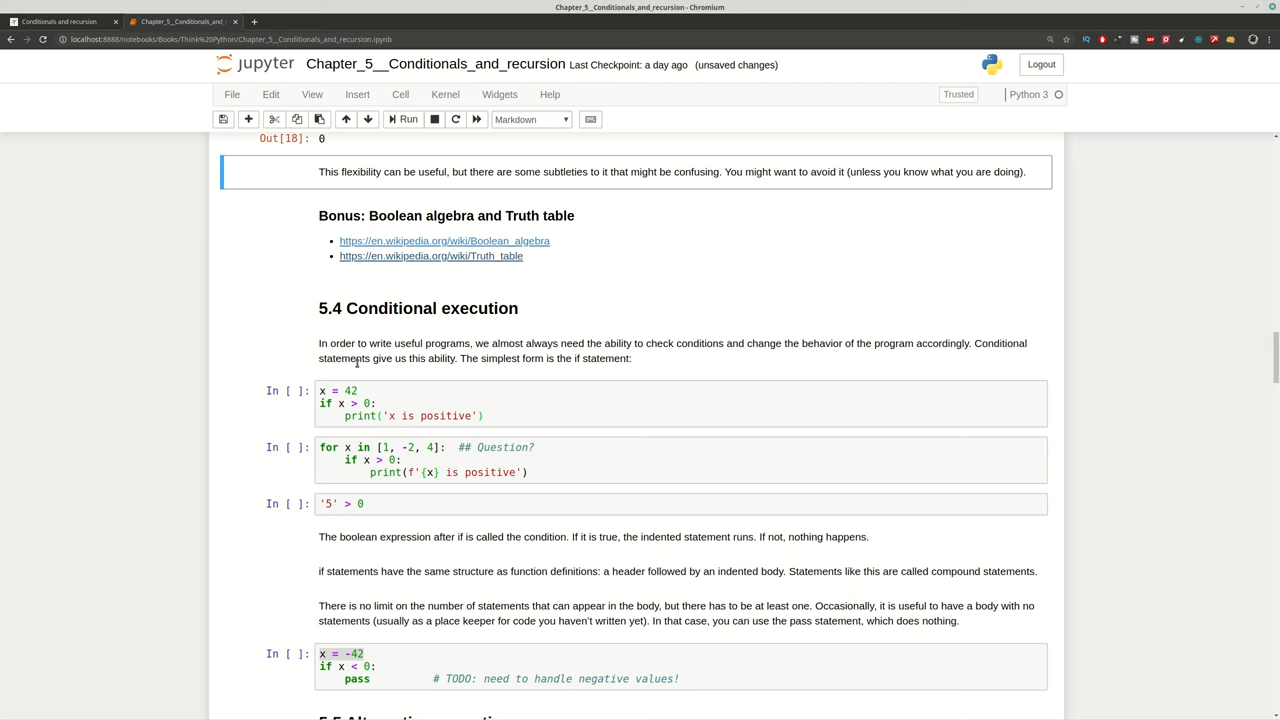 Chapter_5__Conditionals_and_recursion - Chromium
Conditionals and recursion
Chapter_5__Conditionals_and_
localhost:8888/notebooks/Books/Think%20Python/Chapter_5__Conditionals_and_recursion.ipynb
jupyter Chapter_5__Conditionals_and_recursion Last Checkpoint: a day ago (unsaved changes) Logout
File Edit View Insert Cell Kernel Widgets Help Trusted Python 3
Run Markdown
Out[18]: 0
This flexibility can be useful, but there are some subtleties to it that might be confusing. You might want to avoid it (unless you know what you are doing).
Bonus: Boolean algebra and Truth table
• https://en.wikipedia.org/wiki/Boolean_algebra
• https://en.wikipedia.org/wiki/Truth_table
5.4 Conditional execution
In order to write useful programs, we almost always need the ability to check conditions and change the behavior of the program accordingly. Conditional
statements give us this ability. The simplest form is the if statement:
In [ ]: x = 42
if x > 0:
print('x is positive')
In [ ]: for x in [1, -2, 4]: ## Question?
if x > 0:
print(f'{x} is positive')
In [ ]: '5' > 0
The boolean expression after if is called the condition. If it is true, the indented statement runs. If not, nothing happens.
if statements have the same structure as function definitions: a header followed by an indented body. Statements like this are called compound statements.
There is no limit on the number of statements that can appear in the body, but there has to be at least one. Occasionally, it is useful to have a body with no
statements (usually as a place keeper for code you haven't written yet). In that case, you can use the pass statement, which does nothing.
In [ ]: x = -42
if x < 0:
pass # TODO: need to handle negative values!